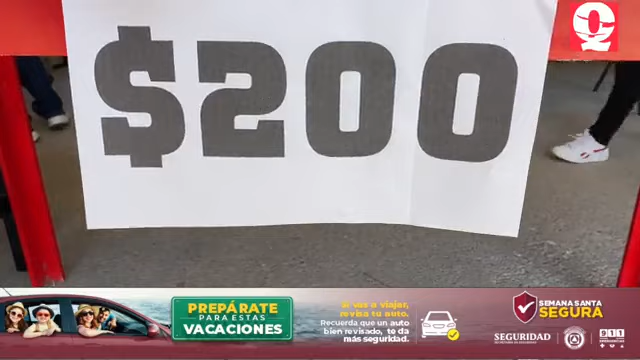 $200
Q
PREPÁRATE
PARA ESTAS
VACACIONES
Si vas a viajar,
revisa tu auto.
Recuerda que un auto
bien revisado, te da
más seguridad.
SEMANA SANTA
SEGURA
SEGURIDAD
911